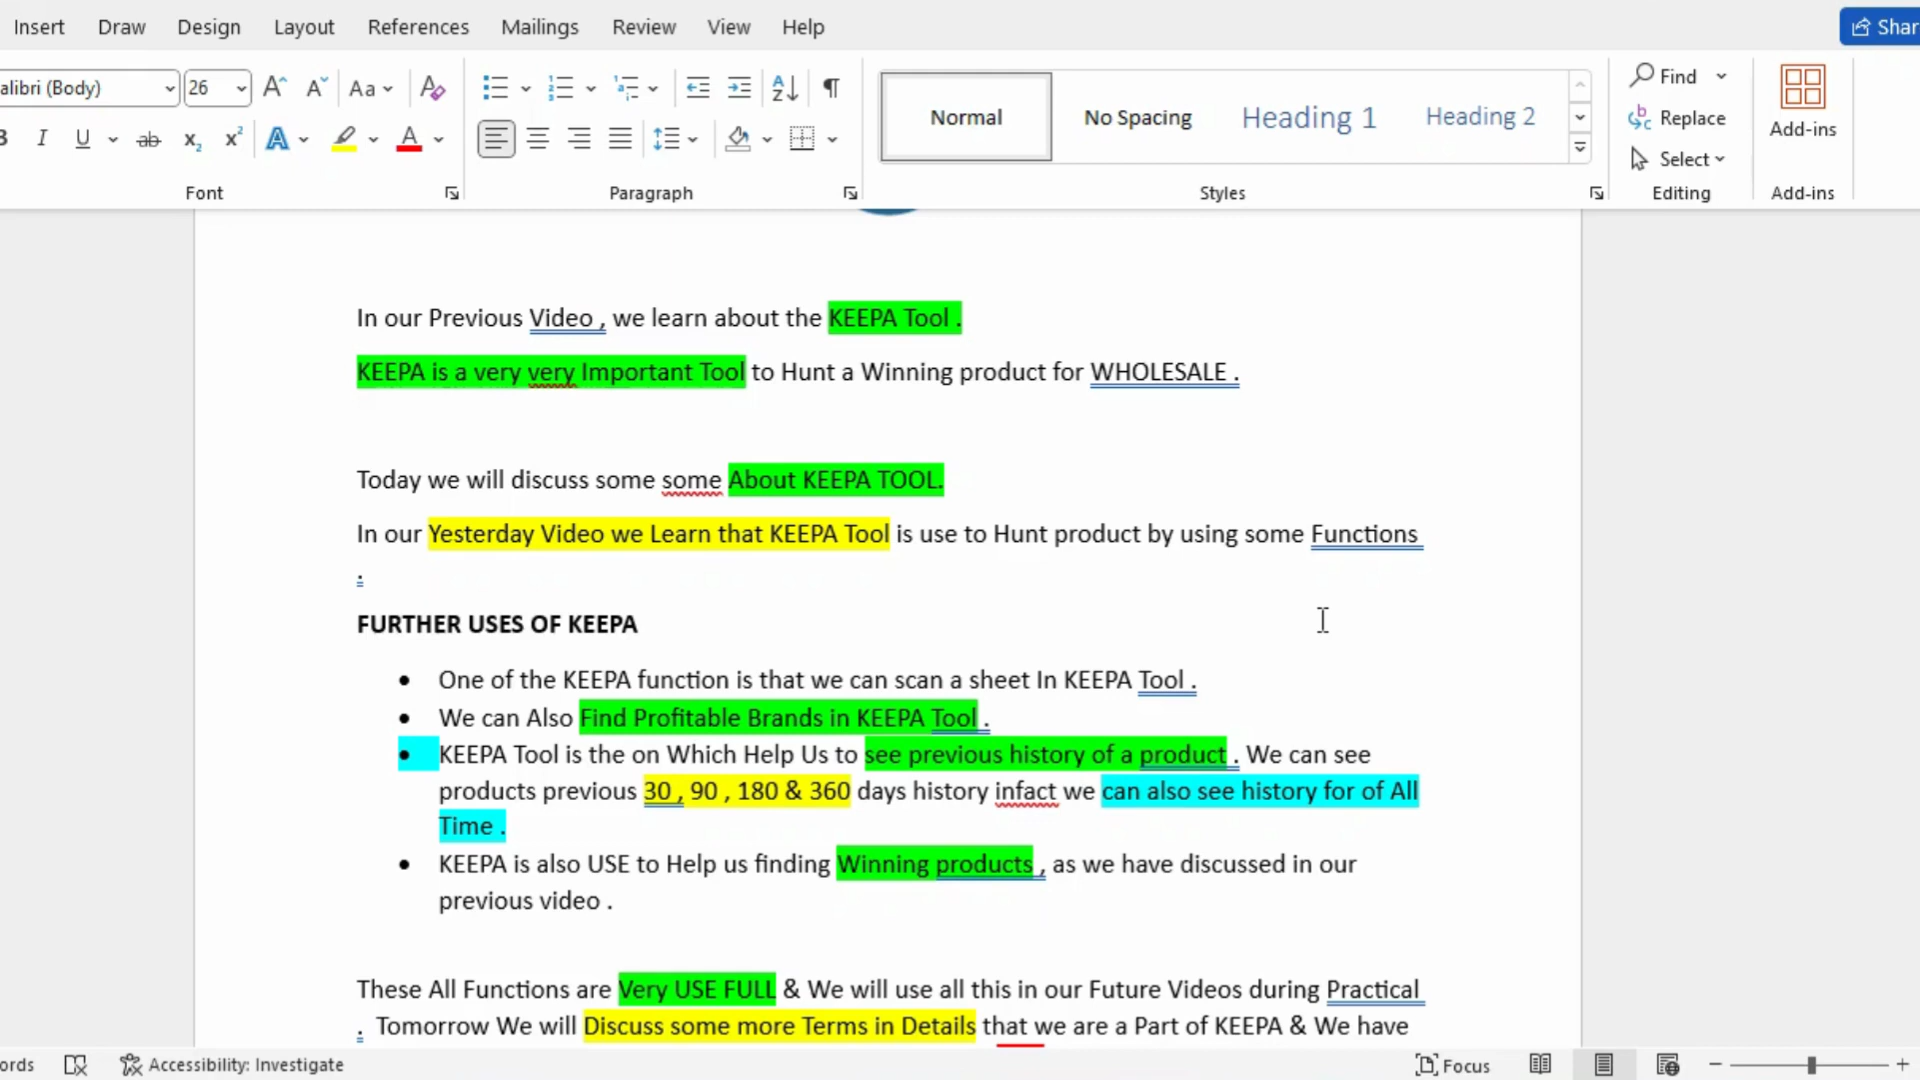 Insert Draw Design Layout References Mailings Review View Help Shar
alibri (Body) 26 Aa Normal No Spacing Heading 1 Heading 2 Find Replace Select Add-ins
Font Paragraph Styles Editing Add-ins
In our Previous Video , we learn about the KEEPA Tool .
KEEPA is a very very Important Tool to Hunt a Winning product for WHOLESALE .
Today we will discuss some some About KEEPA TOOL.
In our Yesterday Video we Learn that KEEPA Tool is use to Hunt product by using some Functions
.
FURTHER USES OF KEEPA
• One of the KEEPA function is that we can scan a sheet In KEEPA Tool .
• We can Also Find Profitable Brands in KEEPA Tool .
• KEEPA Tool is the on Which Help Us to see previous history of a product . We can see
products previous 30 , 90 , 180 & 360 days history infact we can also see history for of All
Time .
• KEEPA is also USE to Help us finding Winning products , as we have discussed in our
previous video .
These All Functions are Very USE FULL & We will use all this in our Future Videos during Practical
. Tomorrow We will Discuss some more Terms in Details that we are a Part of KEEPA & We have
ords Accessibility: Investigate Focus